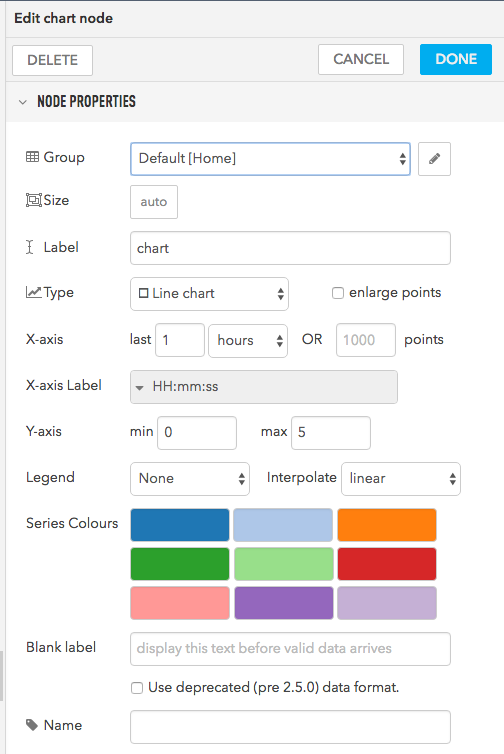 Edit chart node
DELETE CANCEL DONE
NODE PROPERTIES
Group Default [Home]
Size auto
Label chart
Type Line chart enlarge points
X-axis last 1 hours OR 1000 points
X-axis Label HH:mm:ss
Y-axis min 0 max 5
Legend None Interpolate linear
Series Colours
Blank label display this text before valid data arrives
Use deprecated (pre 2.5.0) data format.
Name